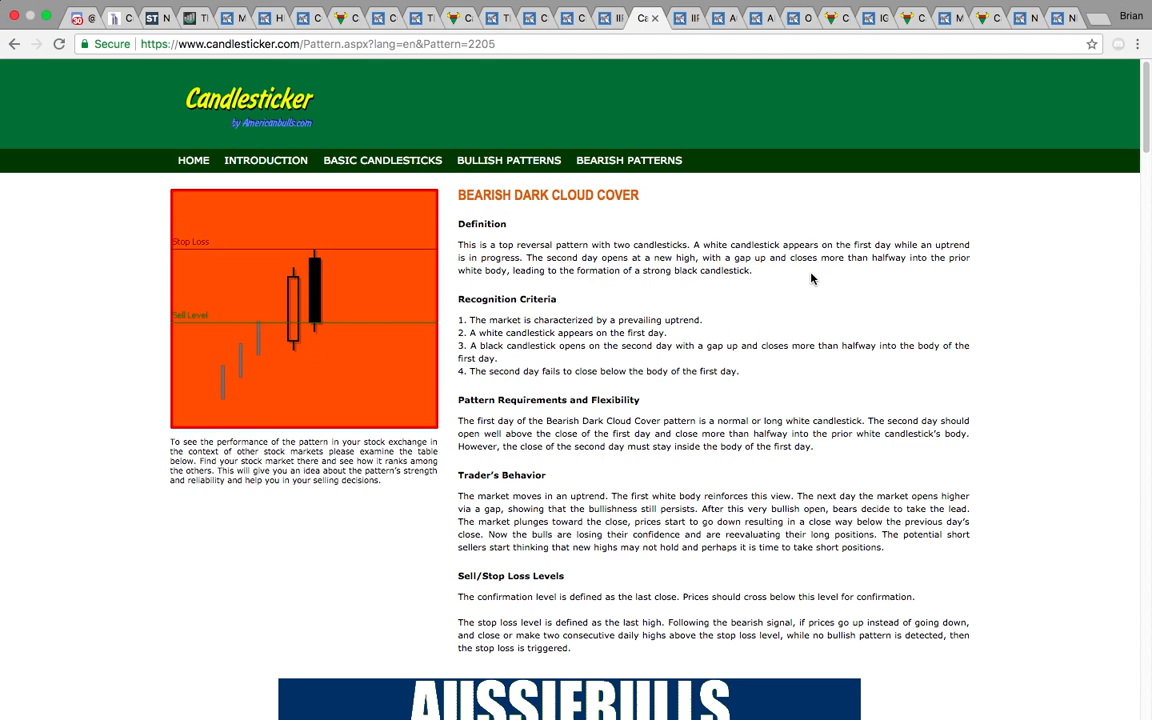 ST
Brian
Secure
https://www.candlesticker.com/Pattern.aspx?lang=en&Pattern=2205
Candlesticker
by Americanbulls.com
HOME INTRODUCTION BASIC CANDLESTICKS BULLISH PATTERNS BEARISH PATTERNS
Stop Loss
Sell Level
To see the performance of the pattern in your stock exchange in
the context of other stock markets please examine the table
below. Find your stock market there and see how it ranks among
the others. This will give you an idea about the pattern's strength
and reliability and help you in your selling decisions.
BEARISH DARK CLOUD COVER
Definition
This is a top reversal pattern with two candlesticks. A white candlestick appears on the first day while an uptrend
is in progress. The second day opens at a new high, with a gap up and closes more than halfway into the prior
white body, leading to the formation of a strong black candlestick.
Recognition Criteria
1. The market is characterized by a prevailing uptrend.
2. A white candlestick appears on the first day.
3. A black candlestick opens on the second day with a gap up and closes more than halfway into the body of the
first day.
4. The second day fails to close below the body of the first day.
Pattern Requirements and Flexibility
The first day of the Bearish Dark Cloud Cover pattern is a normal or long white candlestick. The second day should
open well above the close of the first day and close more than halfway into the prior white candlestick's body.
However, the close of the second day must stay inside the body of the first day.
Trader's Behavior
The market moves in an uptrend. The first white body reinforces this view. The next day the market opens higher
via a gap, showing that the bullishness still persists. After this very bullish open, bears decide to take the lead.
The market plunges toward the close, prices start to go down resulting in a close way below the previous day's
close. Now the bulls are losing their confidence and are reevaluating their long positions. The potential short
sellers start thinking that new highs may not hold and perhaps it is time to take short positions.
Sell/Stop Loss Levels
The confirmation level is defined as the last close. Prices should cross below this level for confirmation.
The stop loss level is defined as the last high. Following the bearish signal, if prices go up instead of going down,
and close or make two consecutive daily highs above the stop loss level, while no bullish pattern is detected, then
the stop loss is triggered.
AUSSIEBULLS